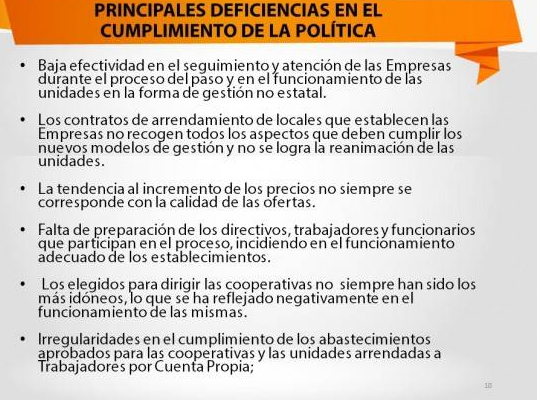 PRINCIPALES DEFICIENCIAS EN EL
CUMPLIMIENTO DE LA POLÍTICA
• Baja efectividad en el seguimiento y atención de las Empresas
durante el proceso del paso y en el funcionamiento de las
unidades en la forma de gestión no estatal.
• Los contratos de arrendamiento de locales que establecen las
Empresas no recogen todos los aspectos que deben cumplir los
nuevos modelos de gestión y no se logra la reanimación de las
unidades.
• La tendencia al incremento de los precios no siempre se
corresponde con la calidad de las ofertas.
• Falta de preparación de los directivos, trabajadores y funcionarios
que participan en el proceso, incidiendo en el funcionamiento
adecuado de los establecimientos.
• Los elegidos para dirigir las cooperativas no siempre han sido los
más idóneos, lo que se ha reflejado negativamente en el
funcionamiento de las mismas.
• Irregularidades en el cumplimiento de los abastecimientos
aprobados para las cooperativas y las unidades arrendadas a
Trabajadores por Cuenta Propia;